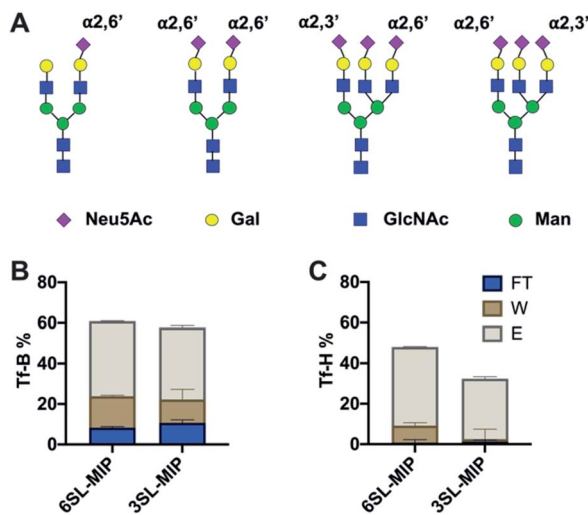 A
α2,6’ α2,6’ α2,6’ α2,3’ α2,6’ α2,6’ α2,3’
Neu5Ac Gal GlcNAc Man
B
80
60
40
20
0
Tf-B %
6SL-MIP
3SL-MIP
C
80
60
40
20
0
Tf-H %
6SL-MIP
3SL-MIP
FT
W
E